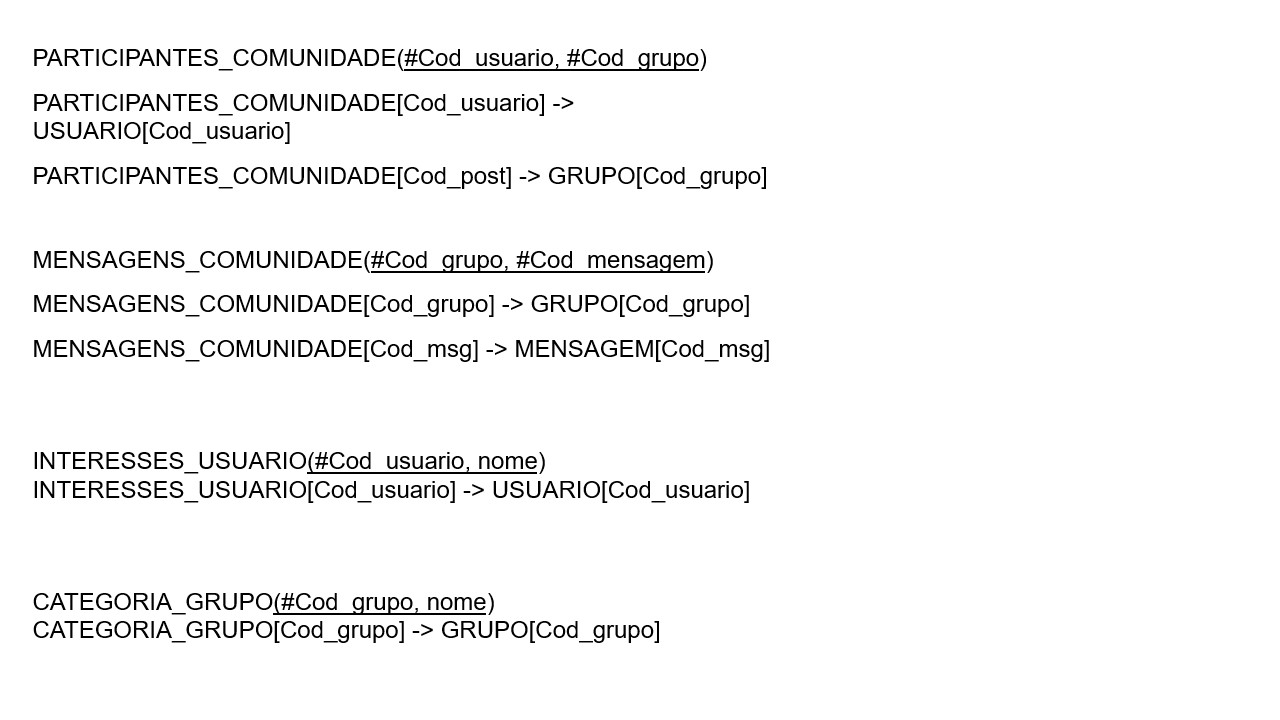 PARTICIPANTES_COMUNIDADE(#Cod_usuario, #Cod_grupo)
PARTICIPANTES_COMUNIDADE[Cod_usuario] ->
USUARIO[Cod_usuario]
PARTICIPANTES_COMUNIDADE[Cod_post] -> GRUPO[Cod_grupo]
MENSAGENS_COMUNIDADE(#Cod_grupo, #Cod_mensagem)
MENSAGENS_COMUNIDADE[Cod_grupo] -> GRUPO[Cod_grupo]
MENSAGENS_COMUNIDADE[Cod_msg] -> MENSAGEM[Cod_msg]
INTERESSES_USUARIO(#Cod_usuario, nome)
INTERESSES_USUARIO[Cod_usuario] -> USUARIO[Cod_usuario]
CATEGORIA_GRUPO(#Cod_grupo, nome)
CATEGORIA_GRUPO[Cod_grupo] -> GRUPO[Cod_grupo]